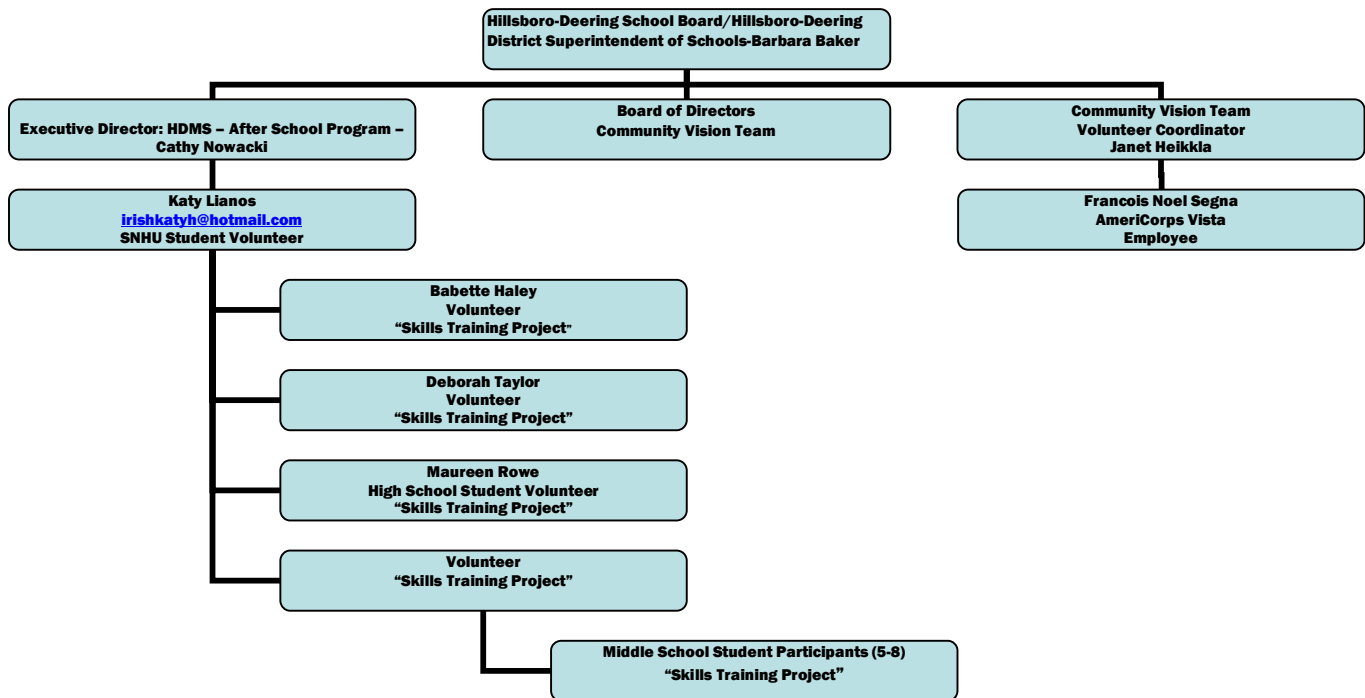 Hillsboro-Deering School Board/Hillsboro-Deering
District Superintendent of Schools-Barbara Baker
Executive Director: HDMS – After School Program –
Cathy Nowacki
Board of Directors
Community Vision Team
Community Vision Team
Volunteer Coordinator
Janet Heikkla
Katy Lianos
irishkatyh@hotmail.com
SNHU Student Volunteer
Francois Noel Segna
AmeriCorps Vista
Employee
Babette Haley
Volunteer
“Skills Training Project"
Deborah Taylor
Volunteer
“Skills Training Project”
Maureen Rowe
High School Student Volunteer
“Skills Training Project”
Volunteer
“Skills Training Project”
Middle School Student Participants (5-8)
“Skills Training Project”